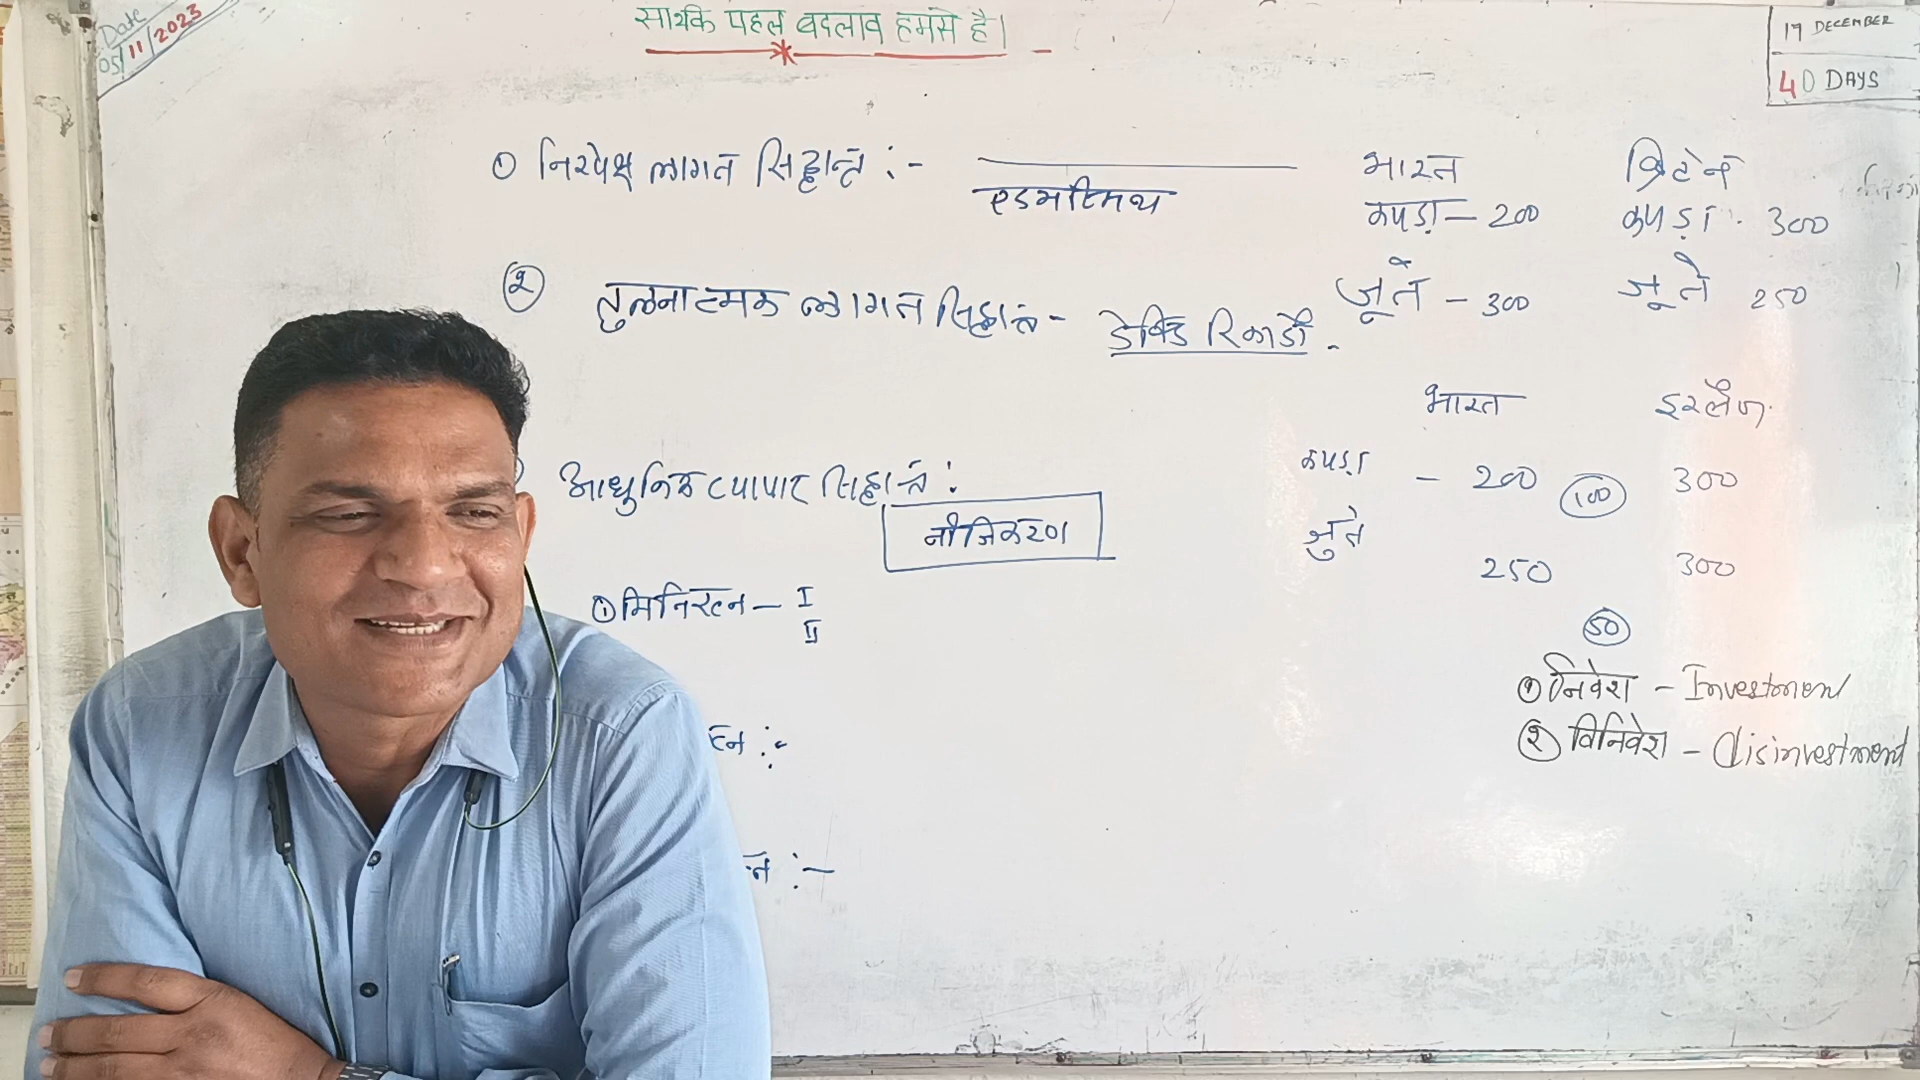 Date
05/11/2023
सार्थक पहल बदलाव हमसे है।
17 DECEMBER
40 DAYS
① निरपेक्ष लागत सिद्धान्त :-
एडमस्मिथ
भारत ब्रिटेन
कपड़ा — 200 कपड़ा - 300
जूते — 300 जूते 250
② तुलनात्मक लागत सिद्धांत - डेविड रिकार्डो -
भारत इंग्लैण्ड
कपड़ा — 200 100 300
जुते 250 300
50
आधुनिक व्यापार सिद्धान्त :
नीजिकरण
① मिनिरत्न — I
II
त्न :-
त्न :—
① निवेश — Investment
② विनिवेश — disinvestment